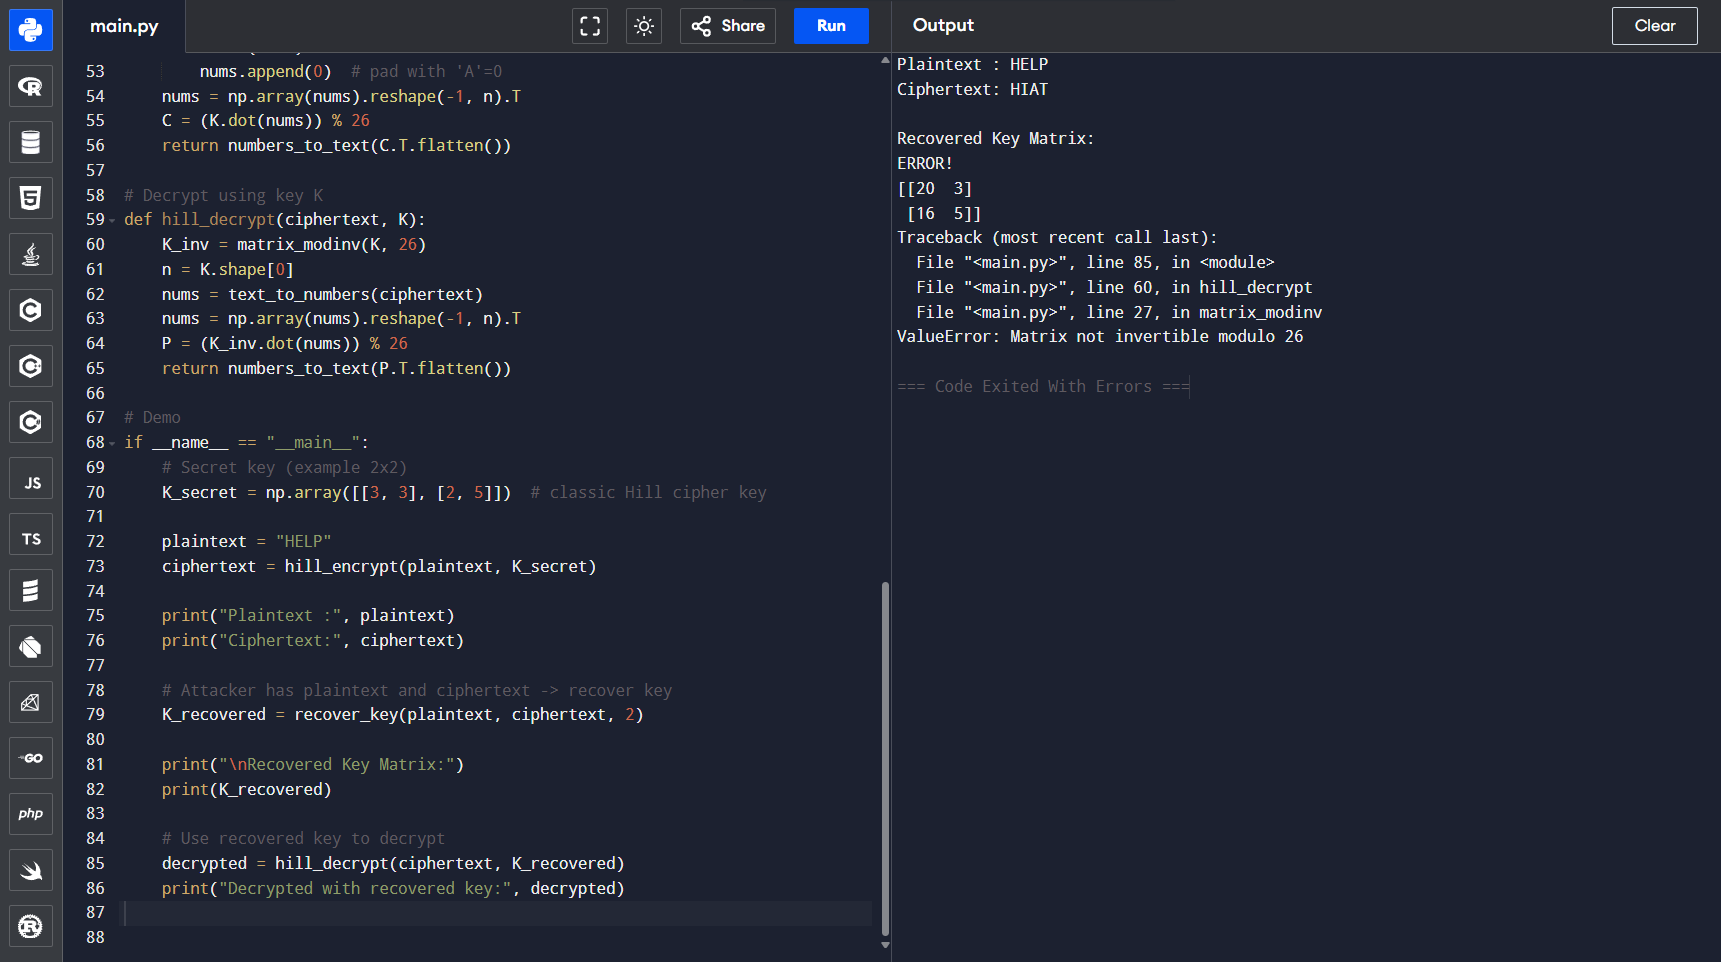 main.py
Share
Run
Output
Clear
53 nums.append(0)  # pad with 'A'=0
54 nums = np.array(nums).reshape(-1, n).T
55 C = (K.dot(nums)) % 26
56 return numbers_to_text(C.T.flatten())
57
58 # Decrypt using key K
59 def hill_decrypt(ciphertext, K):
60 K_inv = matrix_modinv(K, 26)
61 n = K.shape[0]
62 nums = text_to_numbers(ciphertext)
63 nums = np.array(nums).reshape(-1, n).T
64 P = (K_inv.dot(nums)) % 26
65 return numbers_to_text(P.T.flatten())
66
67 # Demo
68 if __name__ == "__main__":
69 # Secret key (example 2x2)
70 K_secret = np.array([[3, 3], [2, 5]])  # classic Hill cipher key
71
72 plaintext = "HELP"
73 ciphertext = hill_encrypt(plaintext, K_secret)
74
75 print("Plaintext :", plaintext)
76 print("Ciphertext:", ciphertext)
77
78 # Attacker has plaintext and ciphertext -> recover key
79 K_recovered = recover_key(plaintext, ciphertext, 2)
80
81 print("\nRecovered Key Matrix:")
82 print(K_recovered)
83
84 # Use recovered key to decrypt
85 decrypted = hill_decrypt(ciphertext, K_recovered)
86 print("Decrypted with recovered key:", decrypted)
87
88
Plaintext : HELP
Ciphertext: HIAT
Recovered Key Matrix:
ERROR!
[[20  3]
[16  5]]
Traceback (most recent call last):
File "<main.py>", line 85, in <module>
File "<main.py>", line 60, in hill_decrypt
File "<main.py>", line 27, in matrix_modinv
ValueError: Matrix not invertible modulo 26
=== Code Exited With Errors ===
R
5
C
C
C
JS
TS
GO
php
R